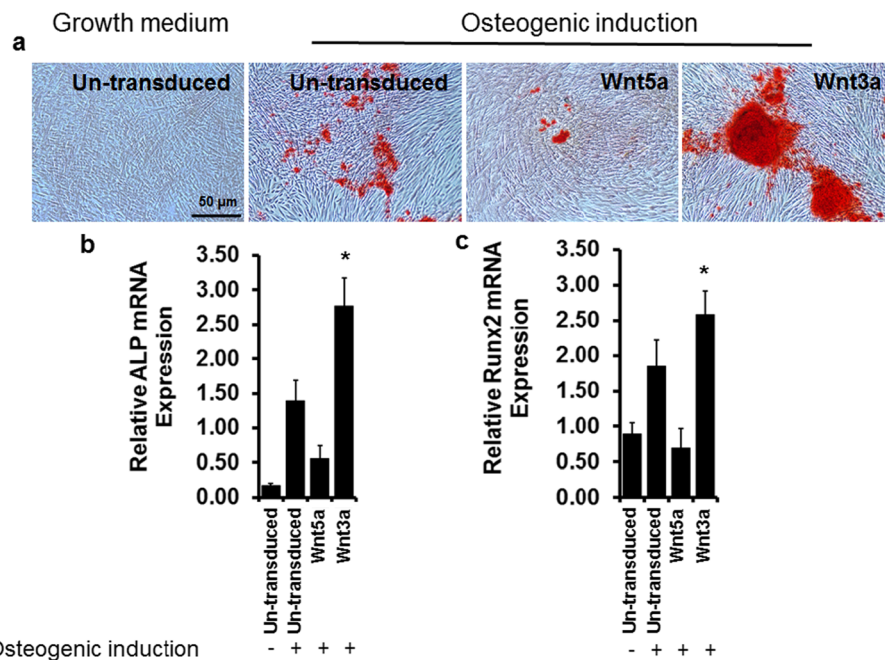 Growth medium
Osteogenic induction
a
Un-transduced
Un-transduced
Wnt5a
Wnt3a
50 µm
b
Relative ALP mRNA
Expression
3.50
3.00
2.50
2.00
1.50
1.00
0.50
0.00
*
Un-transduced
Un-transduced
Wnt5a
Wnt3a
c
Relative Runx2 mRNA
Expression
3.50
3.00
2.50
2.00
1.50
1.00
0.50
0.00
*
Un-transduced
Un-transduced
Wnt5a
Wnt3a
Osteogenic induction
- + + +
- + + +